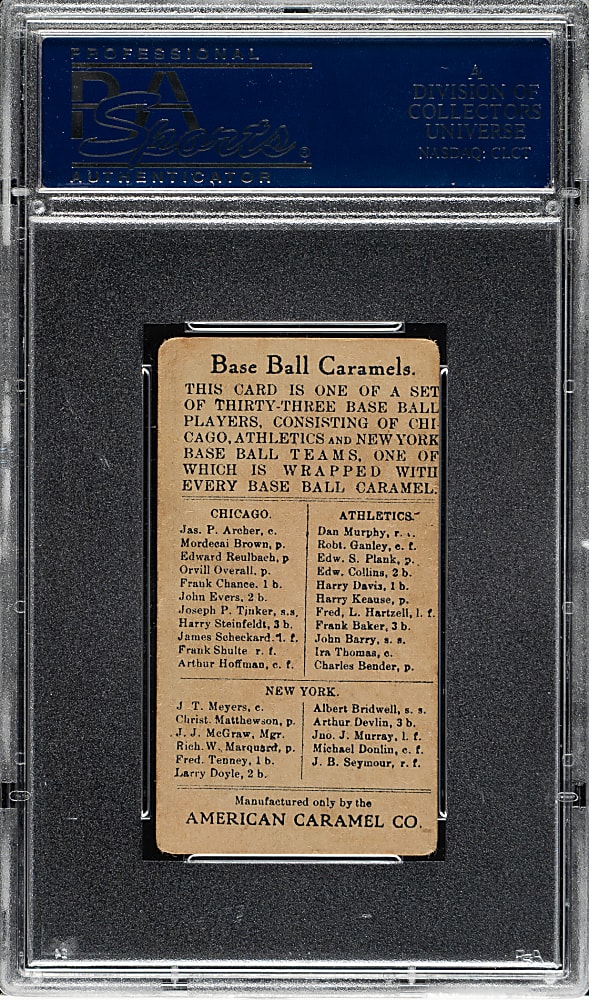 PROFESSIONAL
PSA
Sports
AUTHENTICATOR
A
DIVISION OF
COLLECTORS
UNIVERSE
NASDAQ: CLCT
Base Ball Caramels.
THIS CARD IS ONE OF A SET
OF THIRTY-THREE BASE BALL
PLAYERS, CONSISTING OF CHI-
CAGO, ATHLETICS AND NEW YORK
BASE BALL TEAMS, ONE OF
WHICH IS WRAPPED WITH
EVERY BASE BALL CARAMEL.
CHICAGO.
Jas. P. Archer, c.
Mordecai Brown, p.
Edward Reulbach, p
Orvill Overall, p.
Frank Chance, 1 b.
John Evers, 2 b.
Joseph P. Tinker, s.s.
Harry Steinfeldt, 3 b.
James Scheckard, l. f.
Frank Shulte r. f.
Arthur Hoffman, c. f.
ATHLETICS.
Dan Murphy, r.
Robt. Ganley, c. f.
Edw. S. Plank, p.
Edw. Collins, 2 b.
Harry Davis, 1 b.
Harry Keause, p.
Fred, L. Hartzell, l. f.
Frank Baker, 3 b.
John Barry, s. s.
Ira Thomas, c.
Charles Bender, p.
NEW YORK.
J T. Meyers, c.
Christ. Matthewson, p.
J. J. McGraw, Mgr.
Rich. W. Marquard, p.
Fred. Tenney, 1 b.
Larry Doyle, 2 b.
Albert Bridwell, s. s.
Arthur Devlin, 3 b.
Jno. J. Murray, l. f.
Michael Donlin, c. f.
J. B. Seymour, r. f.
Manufactured only by the
AMERICAN CARAMEL CO.
PSA